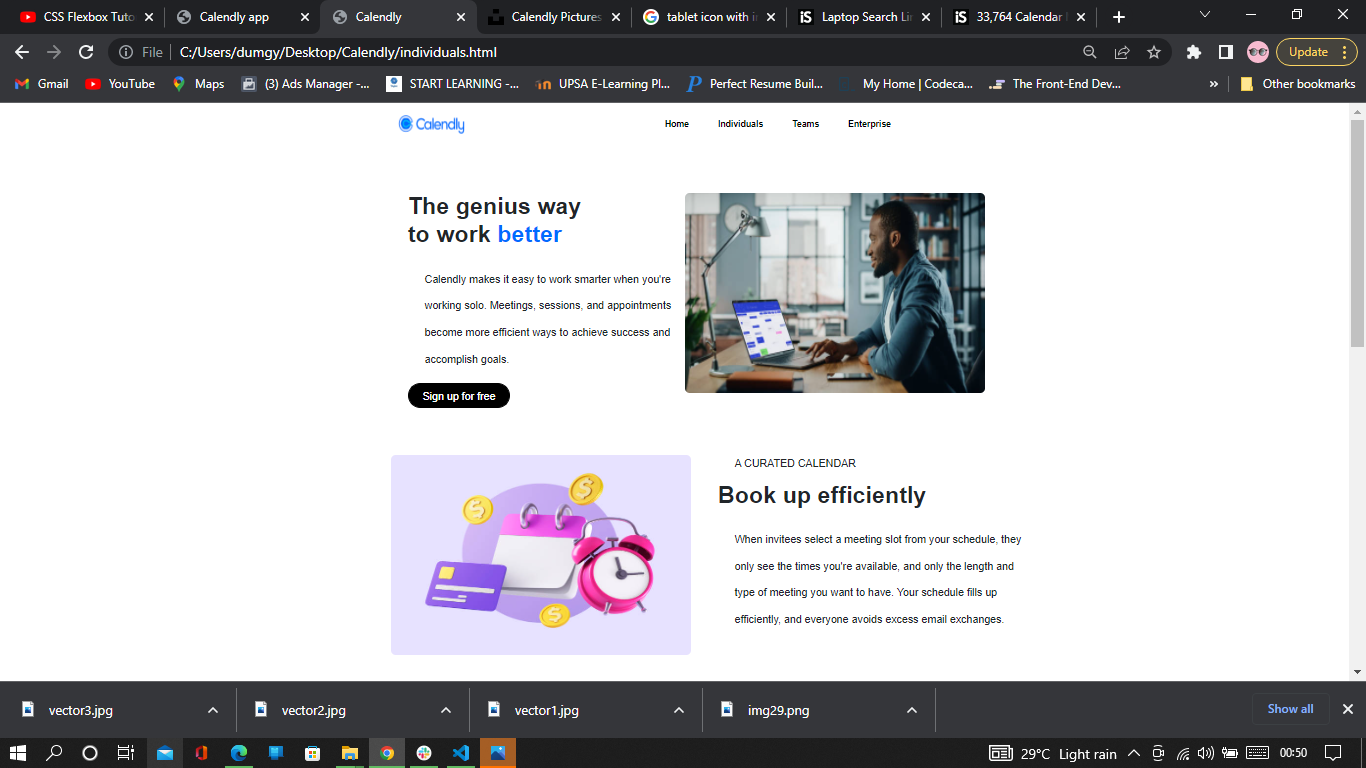 CSS Flexbox Tuto
Calendly app
Calendly
Calendly Pictures
tablet icon with i
Laptop Search Li
33,764 Calendar
File
C:/Users/dumgy/Desktop/Calendly/individuals.html
Update
Gmail
YouTube
Maps
(3) Ads Manager -...
START LEARNING -...
UPSA E-Learning Pl...
Perfect Resume Buil...
My Home | Codeca...
The Front-End Dev...
»
Other bookmarks
Calendly
Home
Individuals
Teams
Enterprise
The genius way
to work better
Calendly makes it easy to work smarter when you're
working solo. Meetings, sessions, and appointments
become more efficient ways to achieve success and
accomplish goals.
Sign up for free
A CURATED CALENDAR
Book up efficiently
When invitees select a meeting slot from your schedule, they
only see the times you're available, and only the length and
type of meeting you want to have. Your schedule fills up
efficiently, and everyone avoids excess email exchanges.
vector3.jpg
vector2.jpg
vector1.jpg
img29.png
Show all
29°C Light rain
00:50